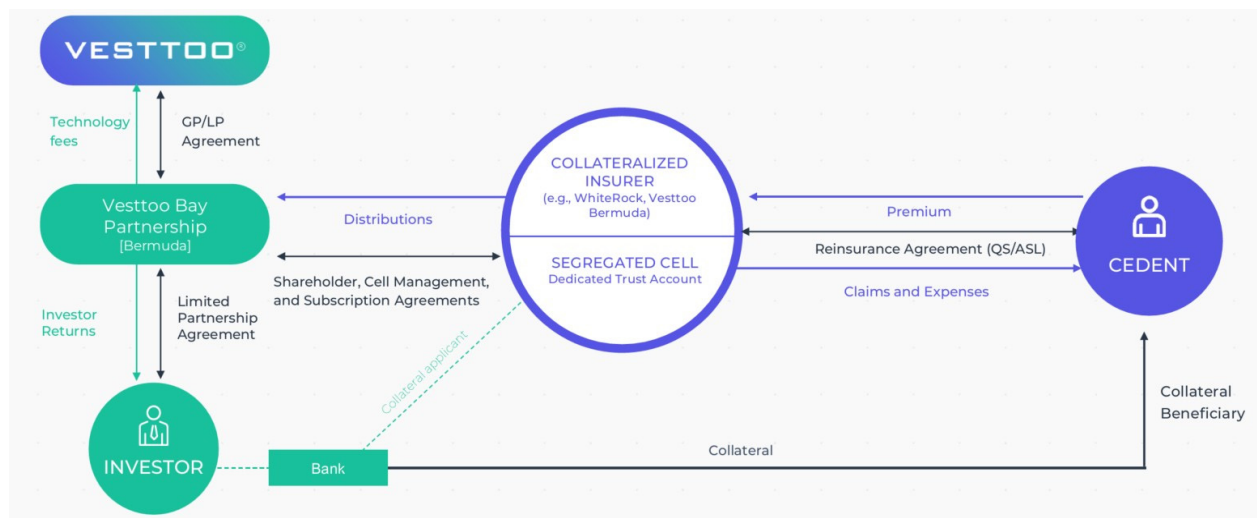 VESTTOO®
Technology
fees
GP/LP
Agreement
Vesttoo Bay
Partnership
[Bermuda]
Distributions
Shareholder, Cell Management,
and Subscription Agreements
Investor
Returns
Limited
Partnership
Agreement
INVESTOR
Bank
Collateral applicant
COLLATERALIZED
INSURER
(e.g., WhiteRock, Vesttoo
Bermuda)
SEGREGATED CELL
Dedicated Trust Account
Premium
Reinsurance Agreement (QS/ASL)
Claims and Expenses
CEDENT
Collateral
Collateral
Beneficiary